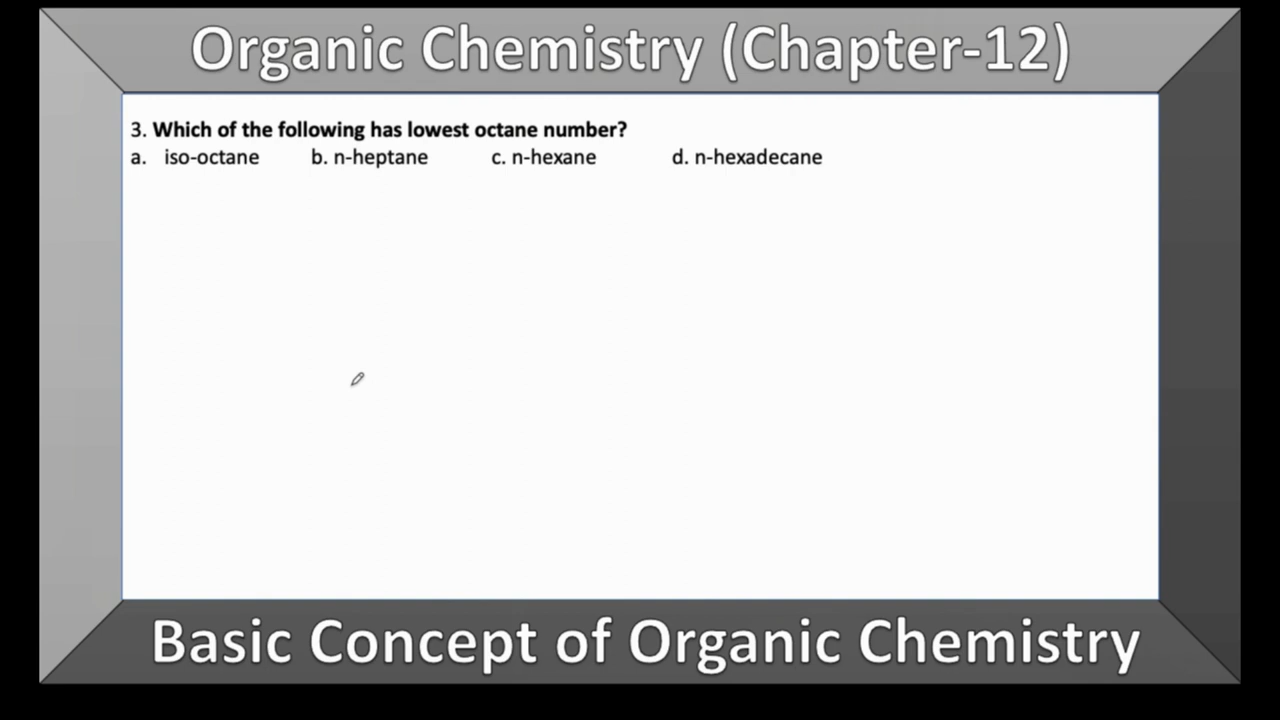 Organic Chemistry (Chapter-12)
3. Which of the following has lowest octane number?
a. iso-octane b. n-heptane c. n-hexane d. n-hexadecane
Basic Concept of Organic Chemistry